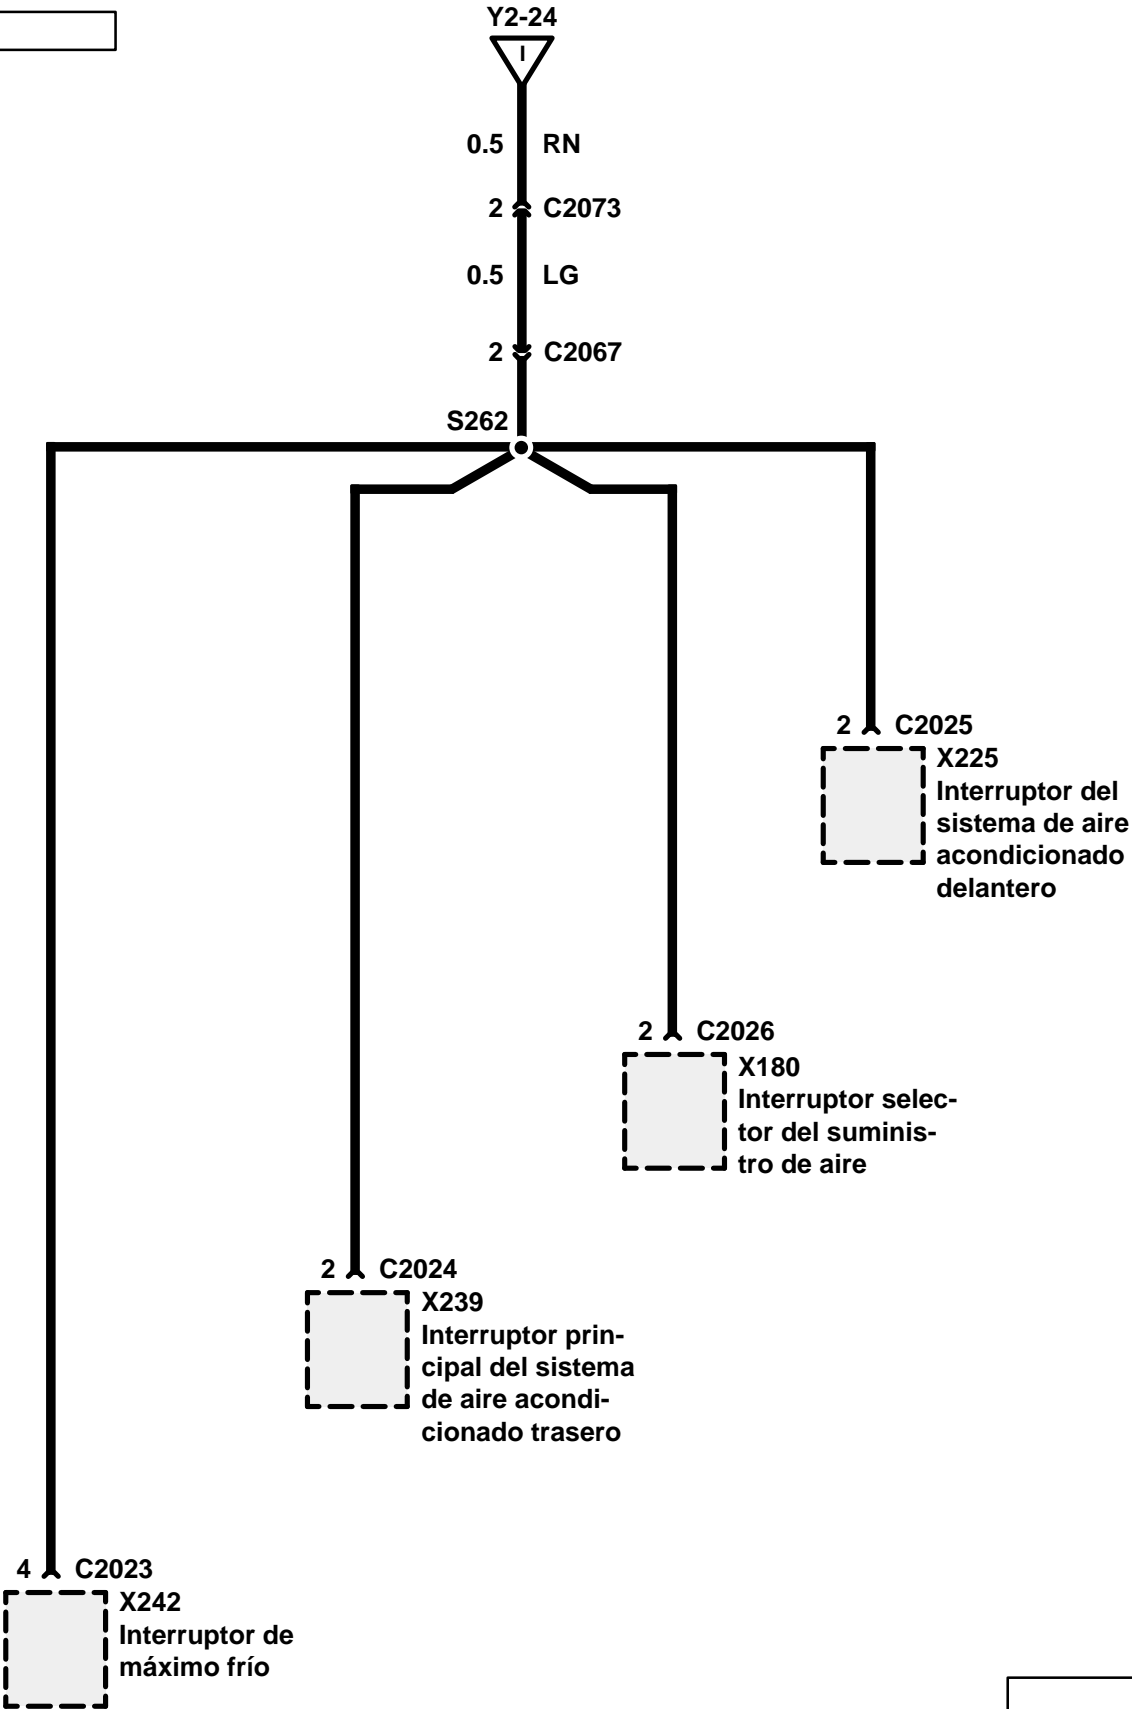 Y2-24
I
0.5 RN
2 C2073
0.5 LG
2 C2067
S262
2 C2025
X225
Interruptor del
sistema de aire
acondicionado
delantero
2 C2026
X180
Interruptor selec-
tor del suminis-
tro de aire
2 C2024
X239
Interruptor prin-
cipal del sistema
de aire acondi-
cionado trasero
4 C2023
X242
Interruptor de
máximo frío